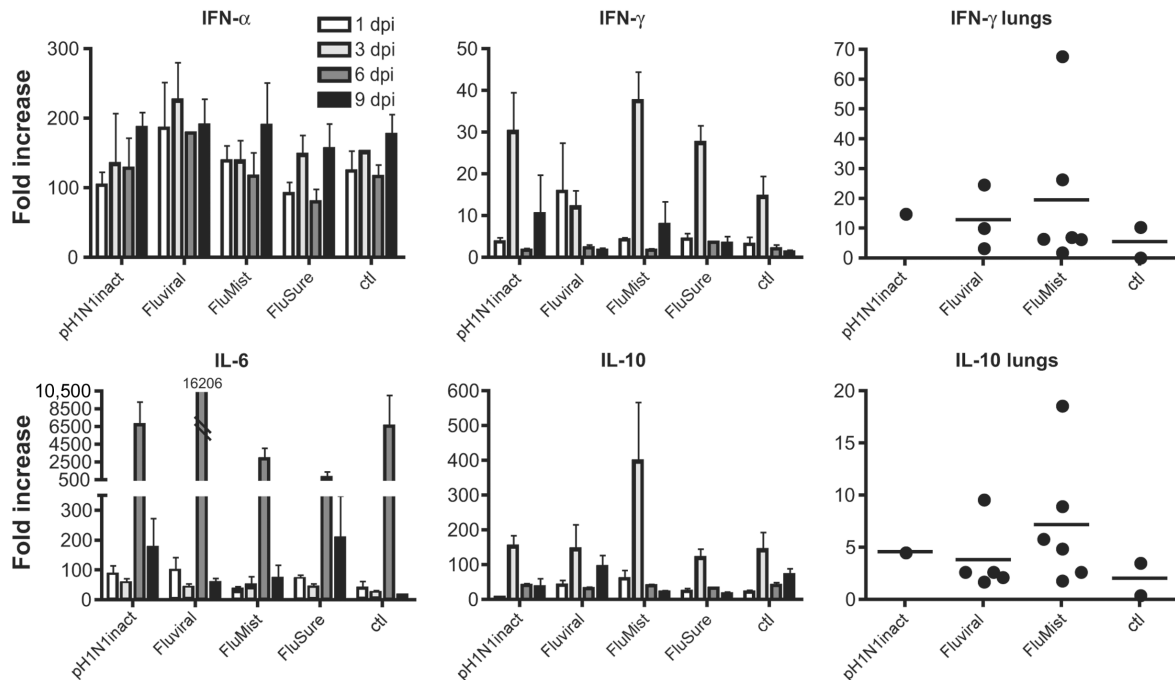 IFN-α
1 dpi
3 dpi
6 dpi
9 dpi
Fold increase
300
200
100
0
pH1N1inact
Fluviral
FluMist
FluSure
ctl
IFN-γ
50
40
30
20
10
0
pH1N1inact
Fluviral
FluMist
FluSure
ctl
IFN-γ lungs
70
60
50
40
30
20
10
0
pH1N1inact
Fluviral
FluMist
ctl
IL-6
16206
Fold increase
10,500
8500
6500
4500
2500
500
300
200
100
0
pH1N1inact
Fluviral
FluMist
FluSure
ctl
IL-10
600
500
400
300
200
100
0
pH1N1inact
Fluviral
FluMist
FluSure
ctl
IL-10 lungs
20
15
10
5
0
pH1N1inact
Fluviral
FluMist
ctl